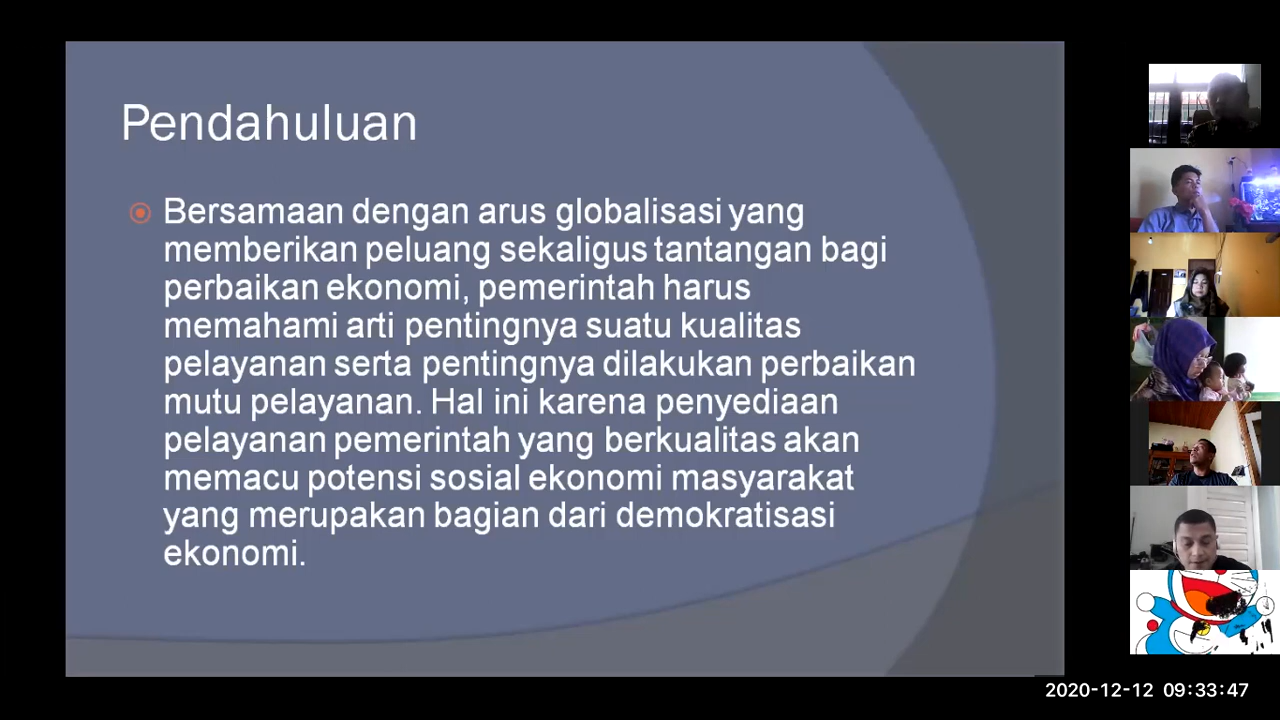 Pendahuluan
Bersamaan dengan arus globalisasi yang
memberikan peluang sekaligus tantangan bagi
perbaikan ekonomi, pemerintah harus
memahami arti pentingnya suatu kualitas
pelayanan serta pentingnya dilakukan perbaikan
mutu pelayanan. Hal ini karena penyediaan
pelayanan pemerintah yang berkualitas akan
memacu potensi sosial ekonomi masyarakat
yang merupakan bagian dari demokratisasi
ekonomi.
2020-12-12 09:33:47